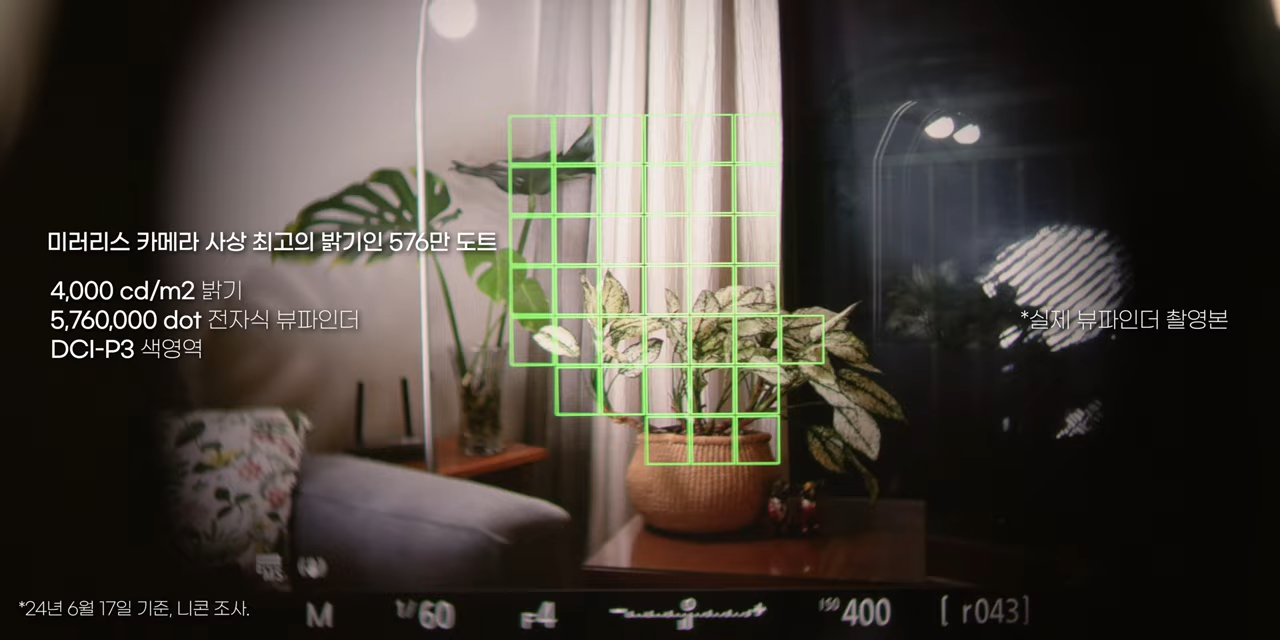 미러리스 카메라 사상 최고의 밝기인 576만 도트
4,000 cd/m2 밝기
5,760,000 dot 전자식 뷰파인더
DCI-P3 색영역
*실제 뷰파인더 촬영본
*24년 6월 17일 기준, 니콘 조사.
M 1/60 F4 ISO 400 [ r043]